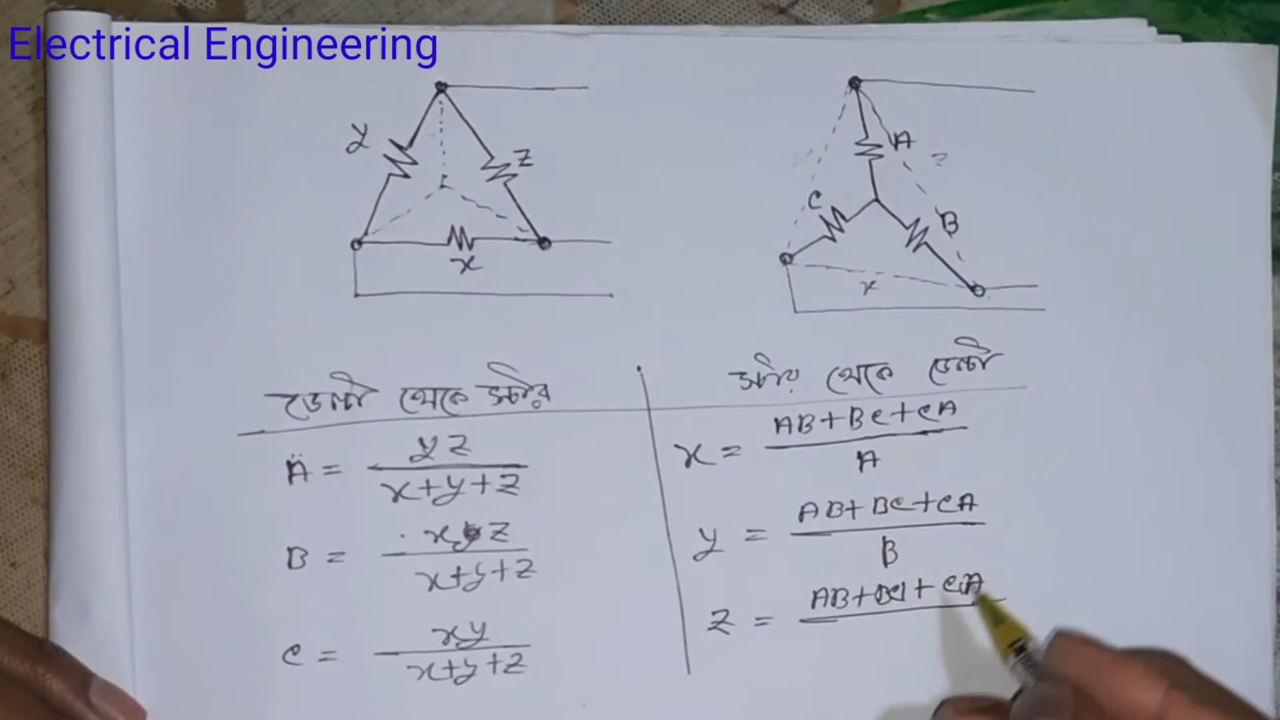 Electrical Engineering
y
z
x
A
z
C
B
x
ডেল্টা থেকে স্টার
A = yz / x+y+z
B = xz / x+y+z
C = xy / x+y+z
স্টার থেকে ডেল্টা
x = AB+BC+CA / A
y = AB+BC+CA / B
z = AB+BC+CA